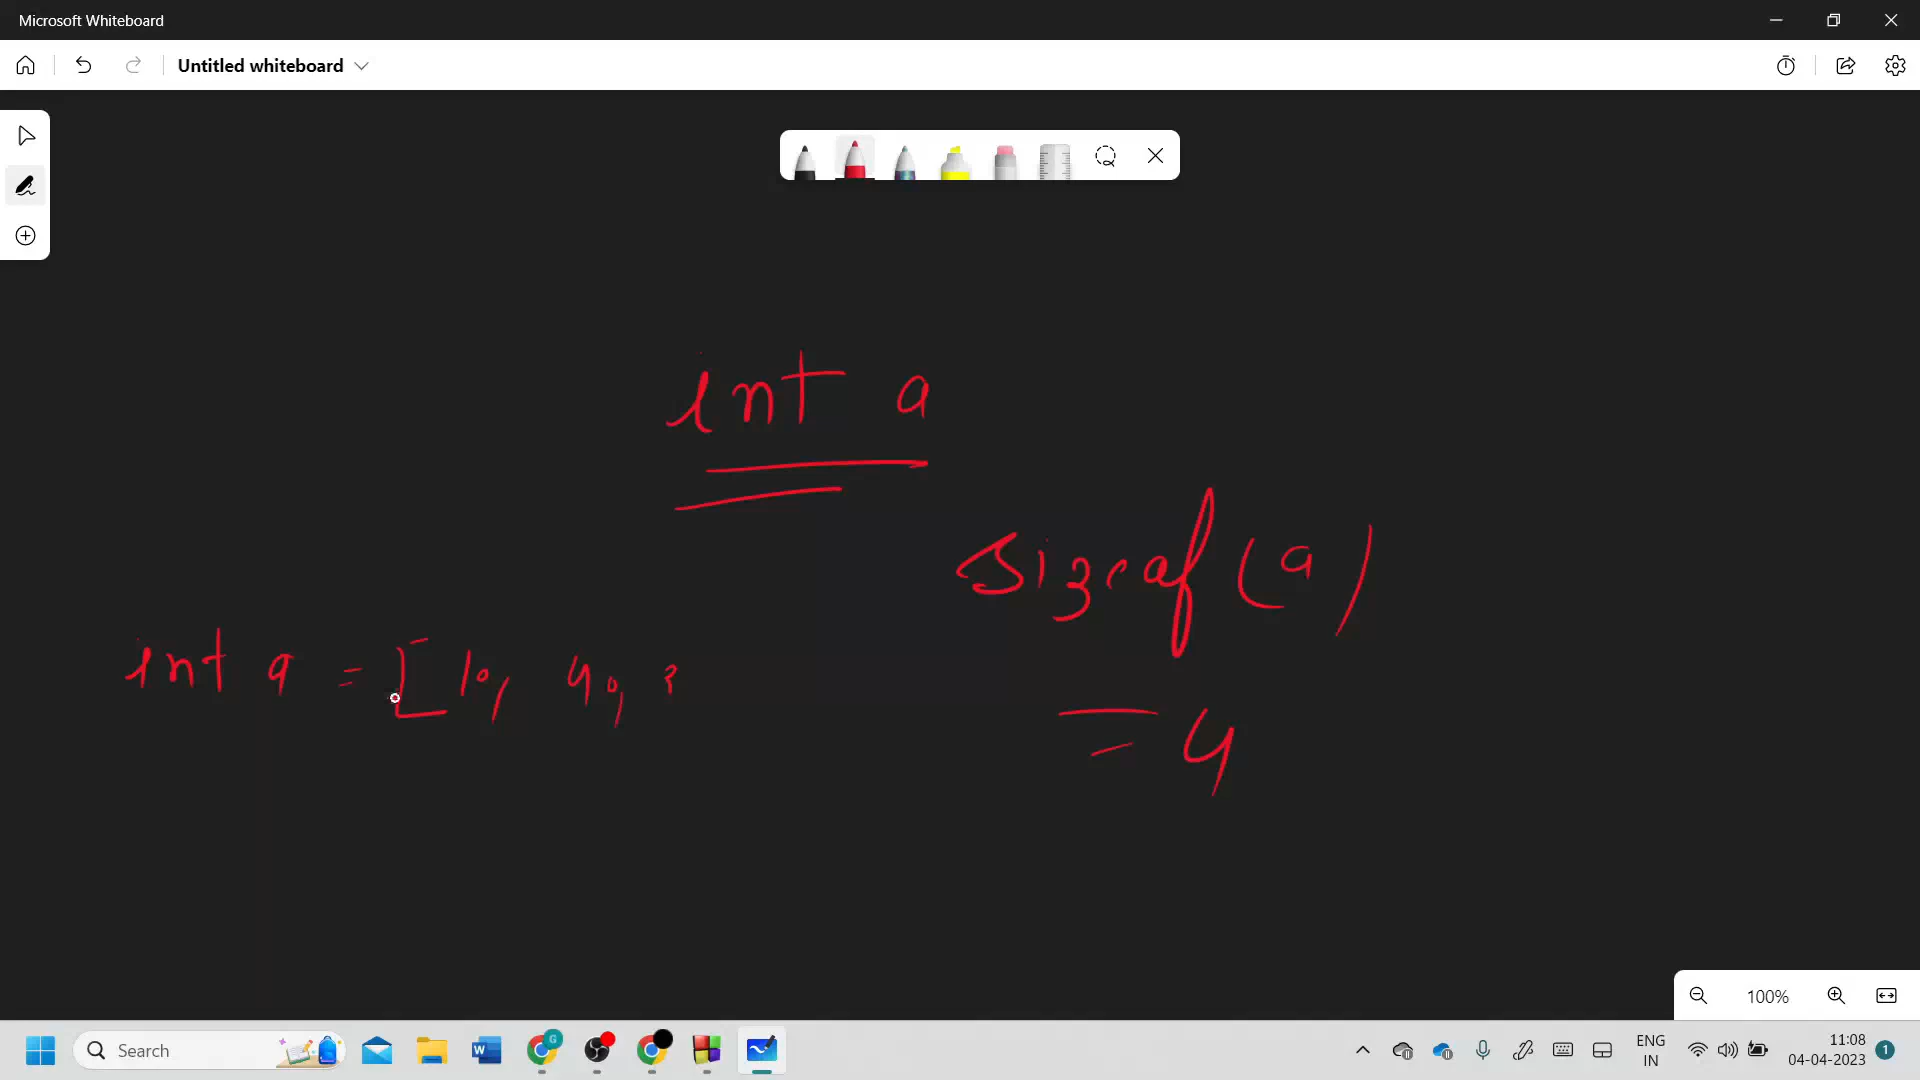 Microsoft Whiteboard
Untitled whiteboard
int a
sizeof(a)
int a = [10, 40,
= 4
100%
Search
ENG
IN
11:08
04-04-2023
1